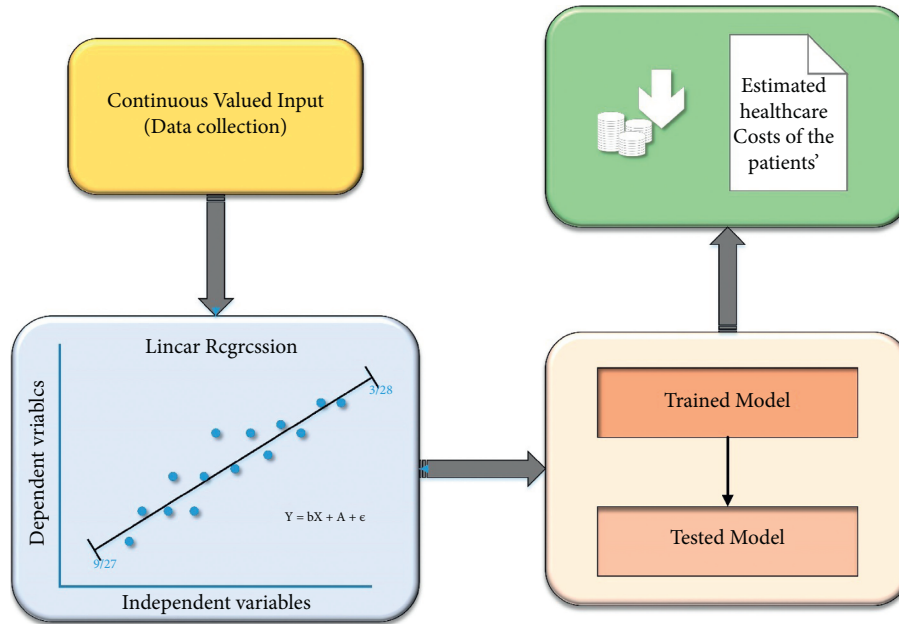 Continuous Valued Input
(Data collection)
Estimated
healthcare
Costs of the
patients'
Lincar Rcgrcssion
Dependent vriablcs
3/28
9/27
Y = bX + A + ϵ
Independent variables
Trained Model
Tested Model